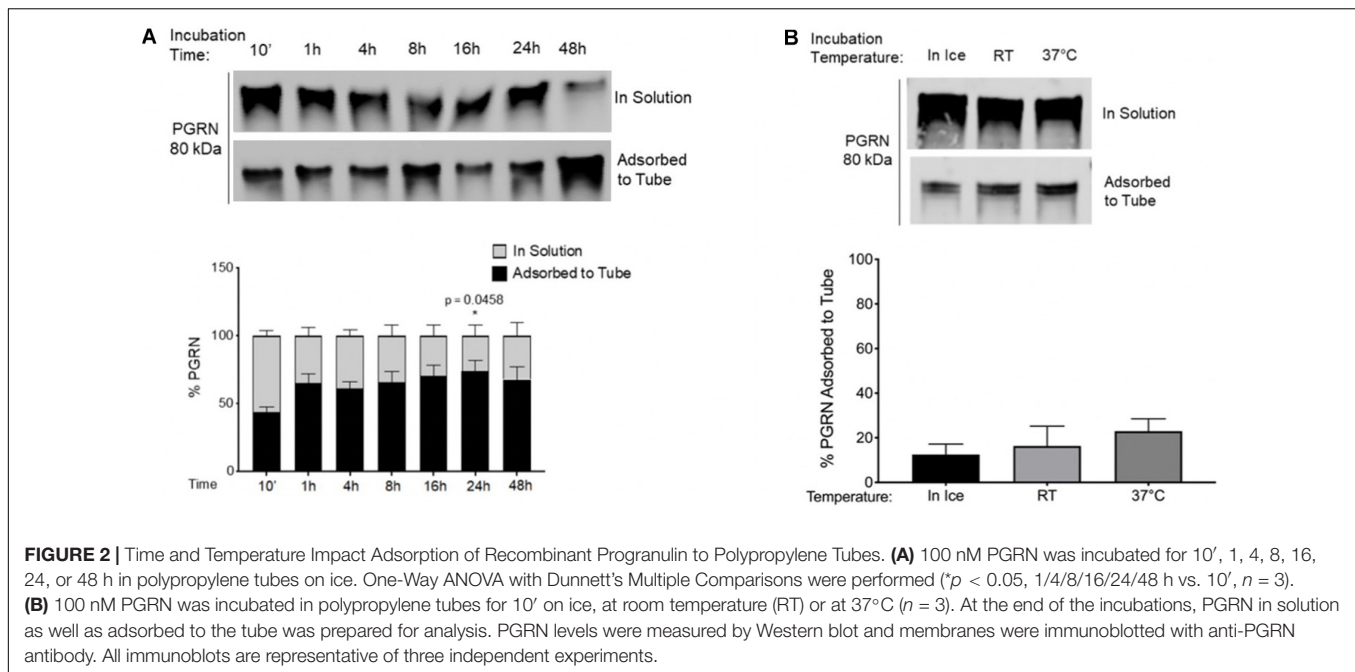 A Incubation
Time: 10' 1h 4h 8h 16h 24h 48h
In Solution
PGRN
80 kDa
Adsorbed
to Tube
In Solution
Adsorbed to Tube
150
p = 0.0458
*
100
% PGRN
50
0
Time 10' 1h 4h 8h 16h 24h 48h
B Incubation
Temperature: In Ice RT 37°C
In Solution
PGRN
80 kDa
Adsorbed
to Tube
100
80
60
40
20
0
% PGRN Adsorbed to Tube
Temperature: In Ice RT 37°C
FIGURE 2 | Time and Temperature Impact Adsorption of Recombinant Progranulin to Polypropylene Tubes. (A) 100 nM PGRN was incubated for 10′, 1, 4, 8, 16,
24, or 48 h in polypropylene tubes on ice. One-Way ANOVA with Dunnett's Multiple Comparisons were performed (*p < 0.05, 1/4/8/16/24/48 h vs. 10′, n = 3).
(B) 100 nM PGRN was incubated in polypropylene tubes for 10′ on ice, at room temperature (RT) or at 37°C (n = 3). At the end of the incubations, PGRN in solution
as well as adsorbed to the tube was prepared for analysis. PGRN levels were measured by Western blot and membranes were immunoblotted with anti-PGRN
antibody. All immunoblots are representative of three independent experiments.